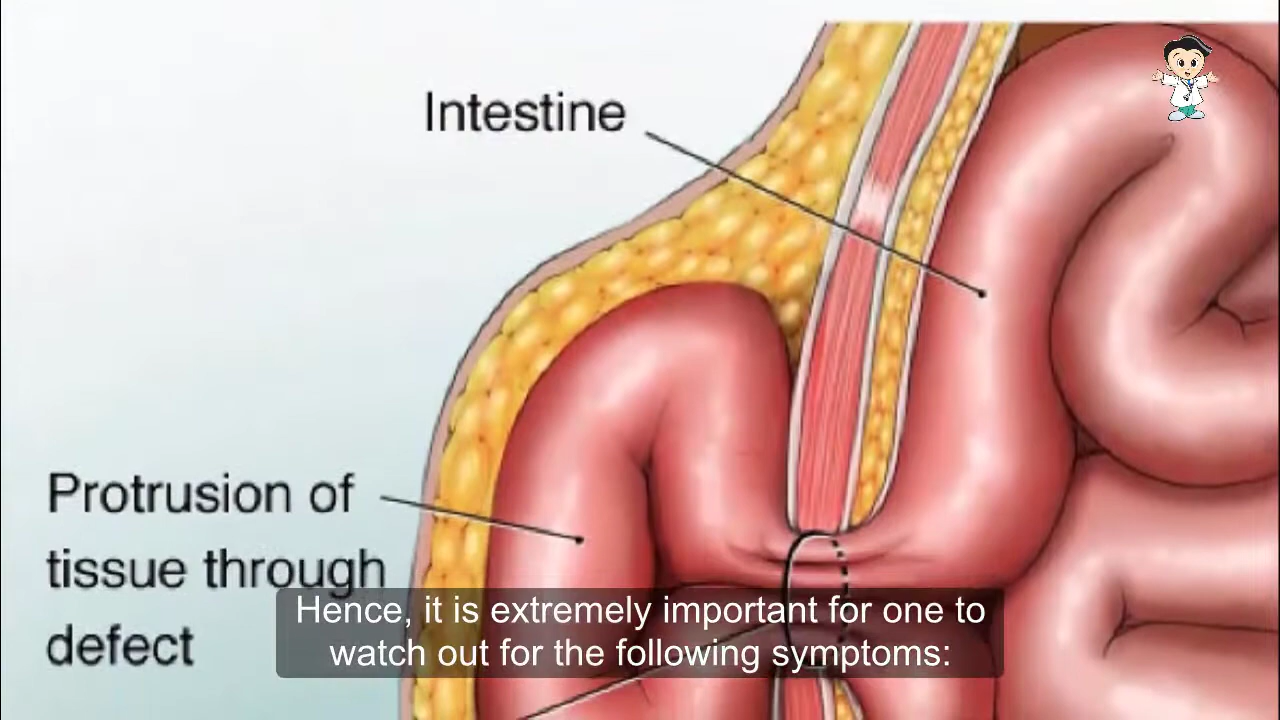 Intestine
Protrusion of
tissue through
defect
Hence, it is extremely important for one to
watch out for the following symptoms: